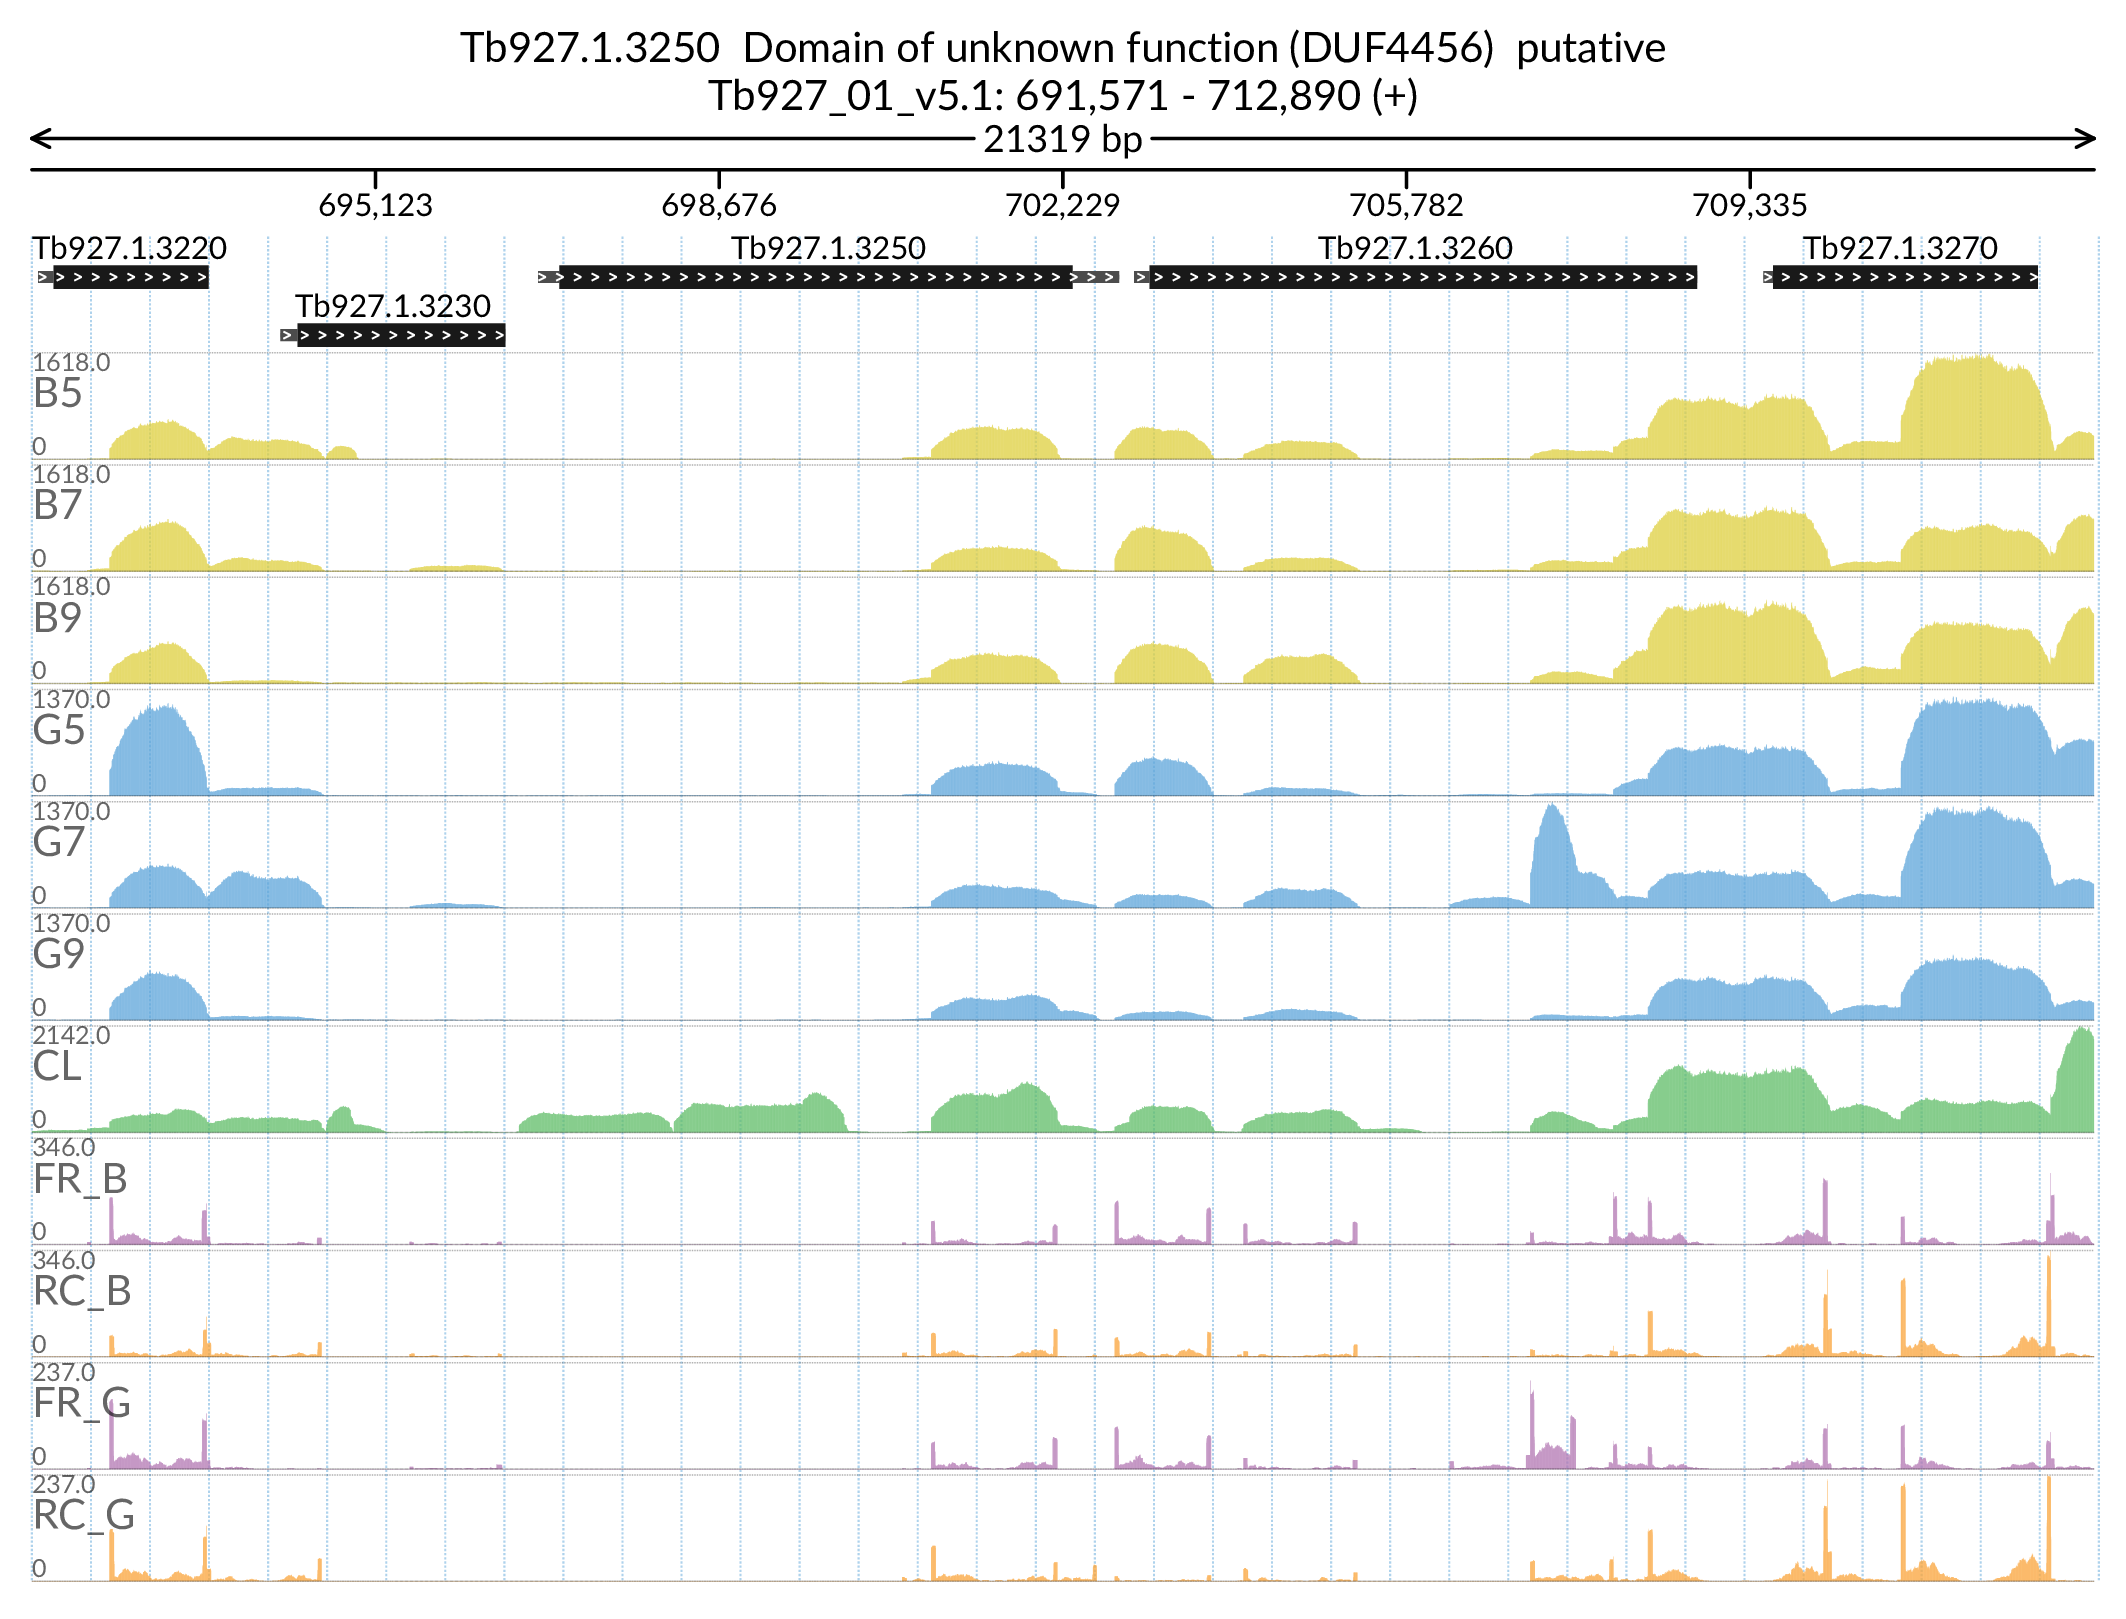 Tb927.1.3250  Domain of unknown function (DUF4456)  putative
Tb927_01_v5.1: 691,571 - 712,890 (+)
21319 bp
695,123 698,676 702,229 705,782 709,335
Tb927.1.3220 Tb927.1.3250 Tb927.1.3260 Tb927.1.3270
Tb927.1.3230
1618.0
B5
0
1618.0
B7
0
1618.0
B9
0
1370.0
G5
0
1370.0
G7
0
1370.0
G9
0
2142.0
CL
0
346.0
FR_B
0
346.0
RC_B
0
237.0
FR_G
0
237.0
RC_G
0